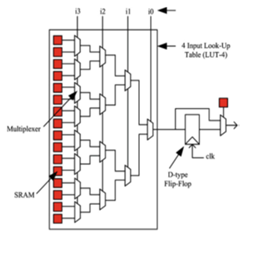 i3 i2 i1 i0
4 Input Look-Up
Table (LUT-4)
Multiplexer
SRAM
D-type
Flip-Flop
clk